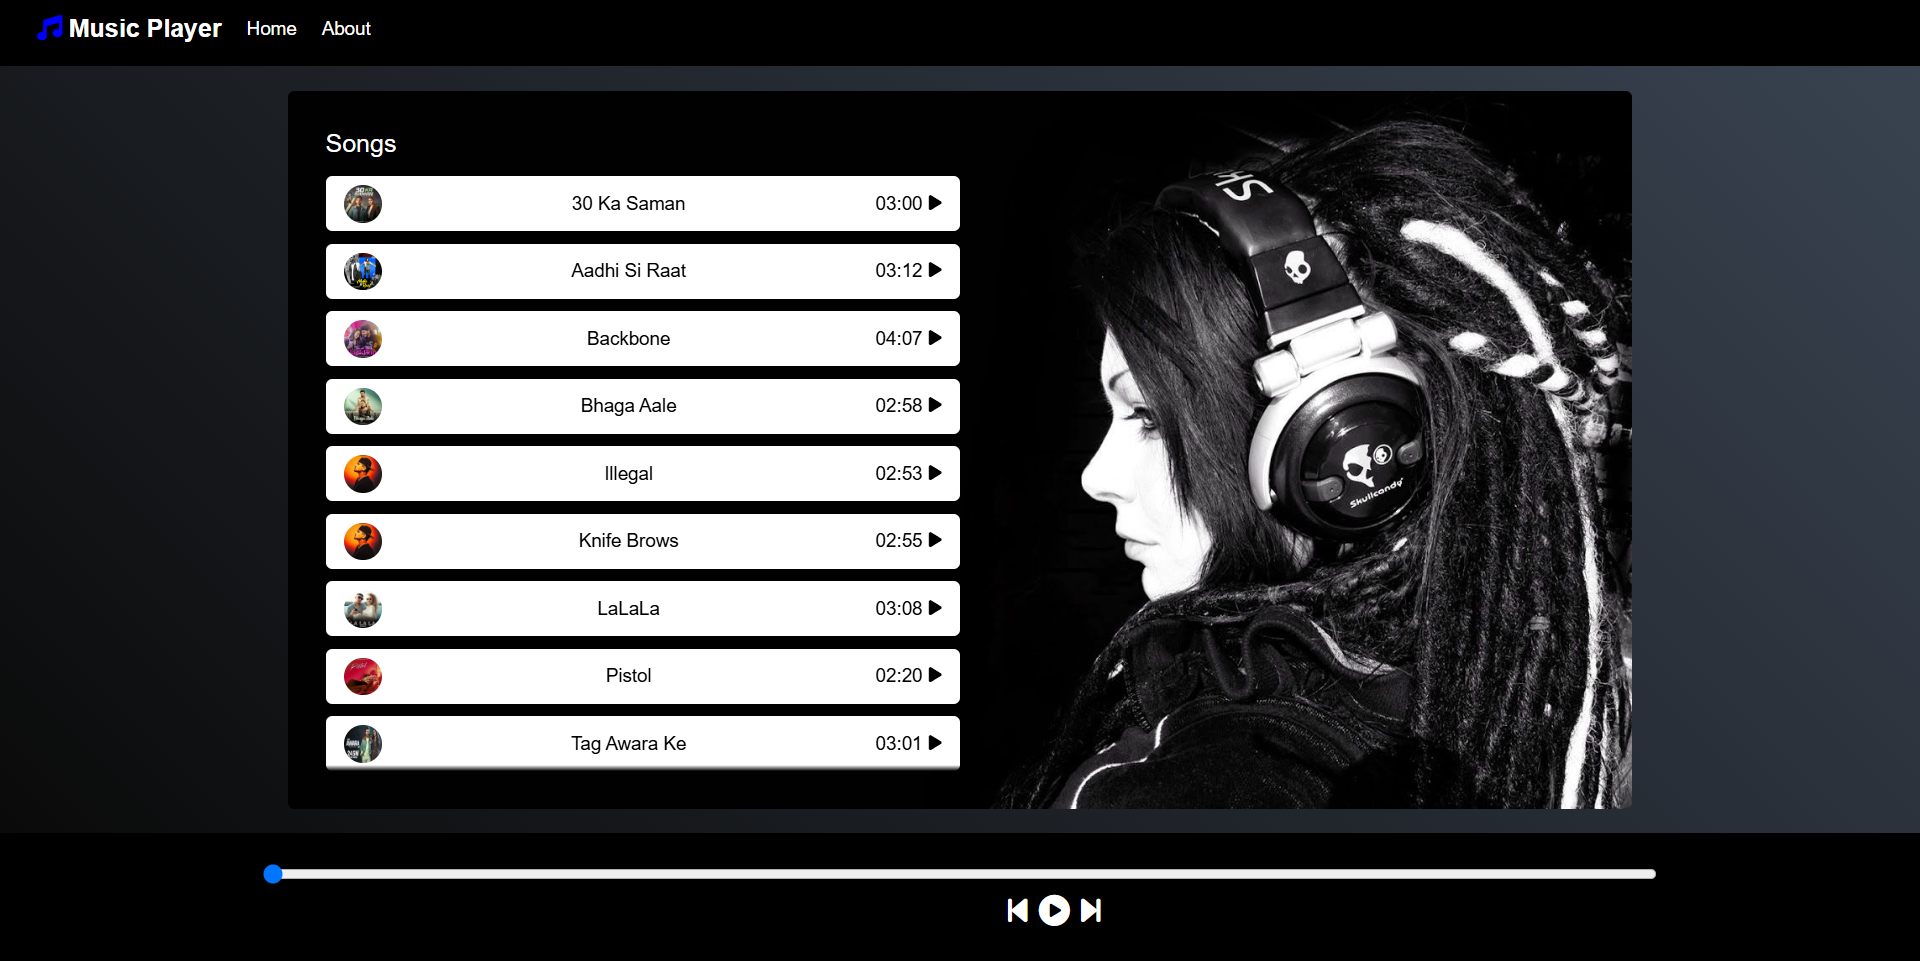 Music Player Home About
Songs
30 Ka Saman 03:00
Aadhi Si Raat 03:12
Backbone 04:07
Bhaga Aale 02:58
Illegal 02:53
Knife Brows 02:55
LaLaLa 03:08
Pistol 02:20
Tag Awara Ke 03:01
SK
Skullcandy